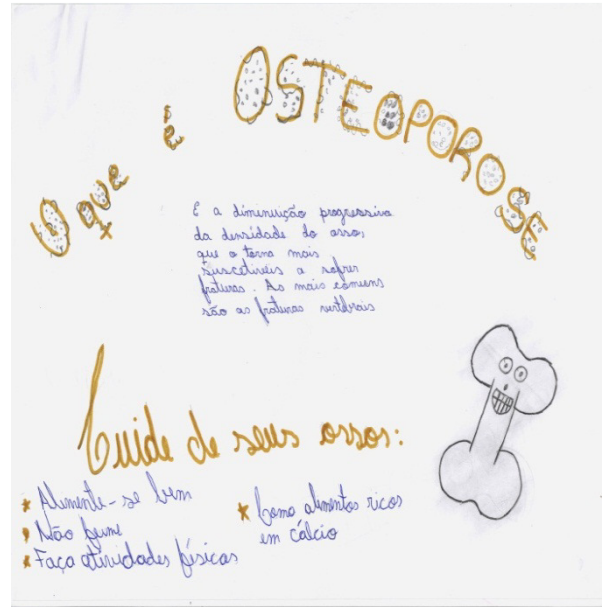 O que é OSTEOPOROSE
É a diminuição progressiva
da densidade do osso,
que o torna mais
suscetíveis a sofrer
fraturas. As mais comuns
são as fraturas vertebrais
Cuide de seus ossos:
Alimente-se bem
Não fume
Faça atividades físicas
Coma alimentos ricos
em cálcio